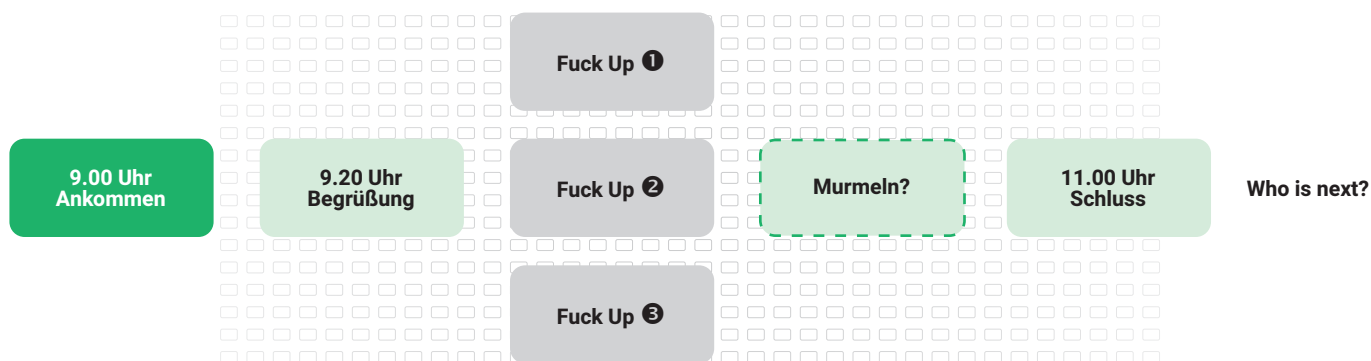 9.00 Uhr
Ankommen
9.20 Uhr
Begrüßung
Fuck Up ❶
Fuck Up ❷
Fuck Up ❸
Murmeln?
11.00 Uhr
Schluss
Who is next?